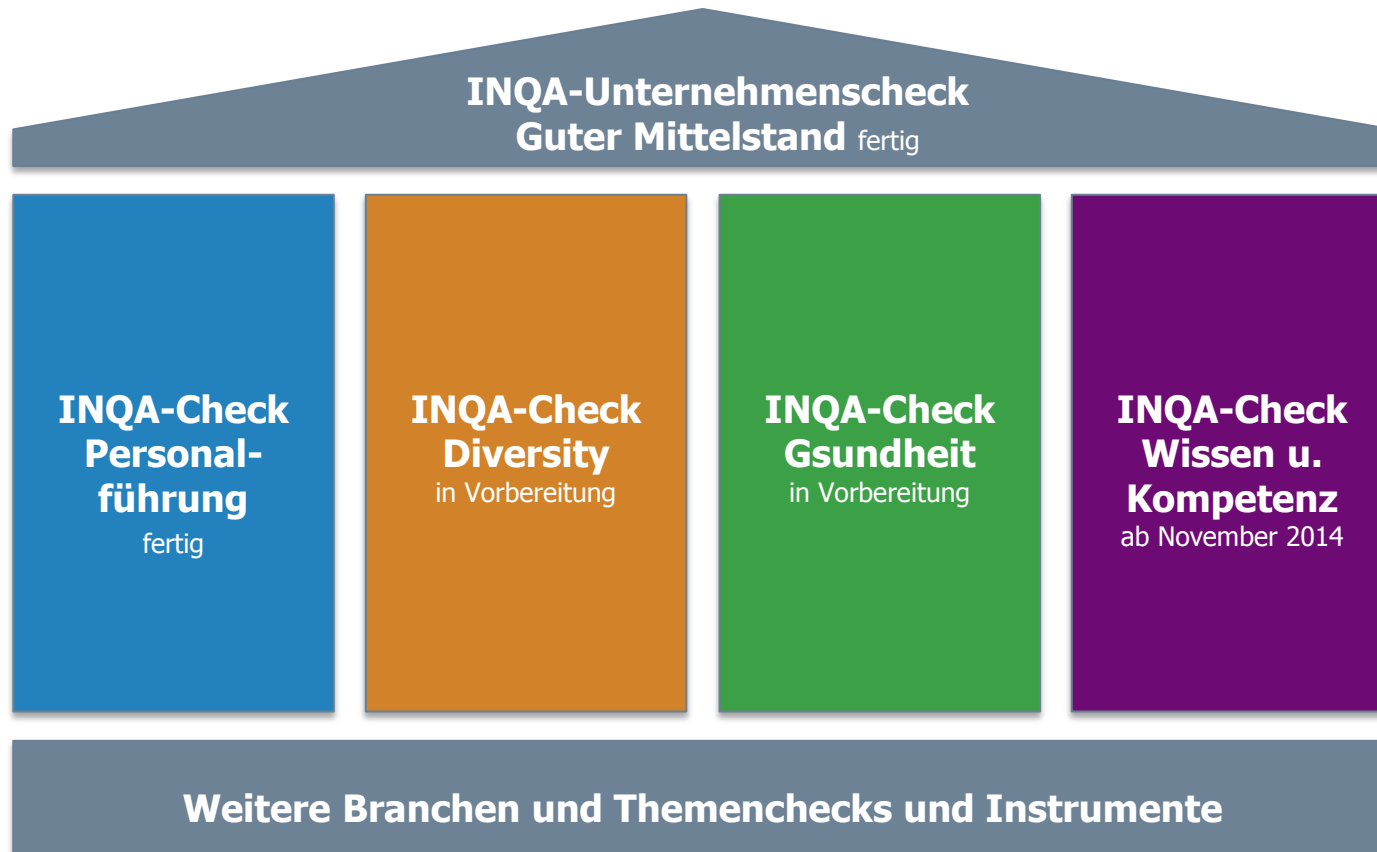 INQA-Unternehmenscheck
Guter Mittelstand fertig
INQA-Check
Personal-
führung
fertig
INQA-Check
Diversity
in Vorbereitung
INQA-Check
Gsundheit
in Vorbereitung
INQA-Check
Wissen u.
Kompetenz
ab November 2014
Weitere Branchen und Themenchecks und Instrumente